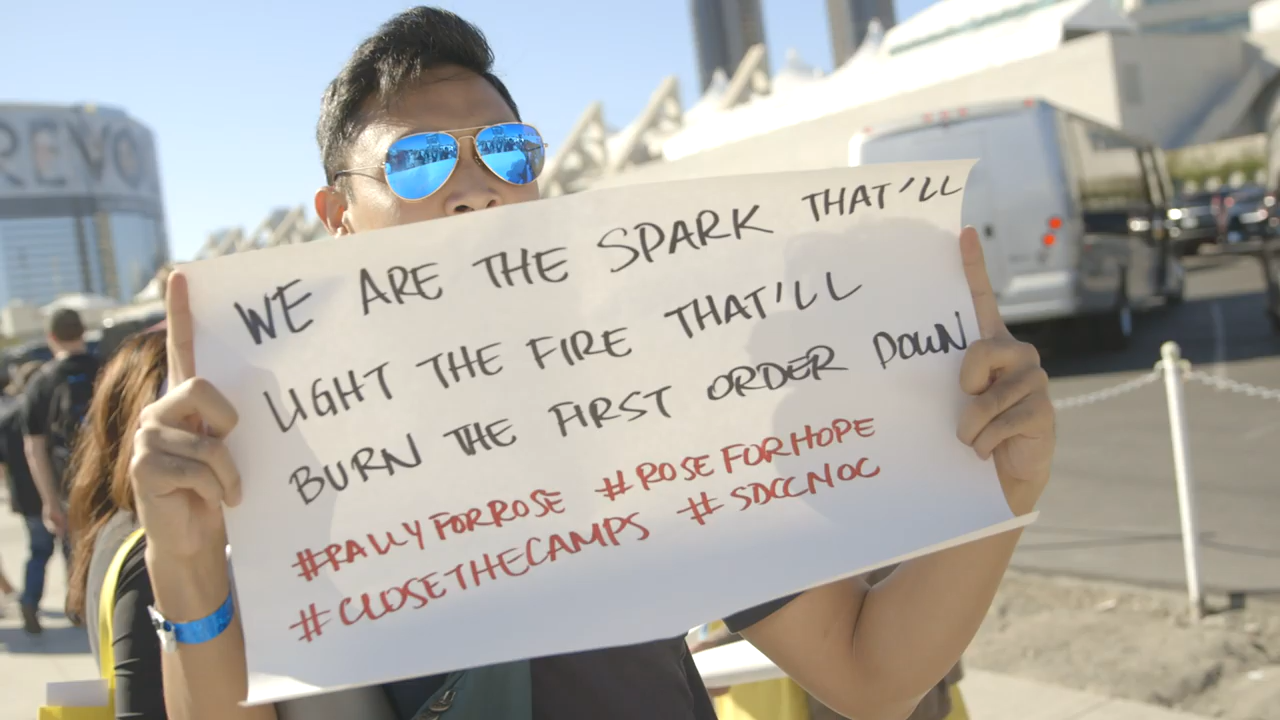 REVO
WE ARE THE SPARK THAT'LL
LIGHT THE FIRE THAT'LL
BURN THE FIRST ORDER DOWN
#RALLYFORROSE #ROSEFORHOPE
#CLOSETHECAMPS #SDCCNOC